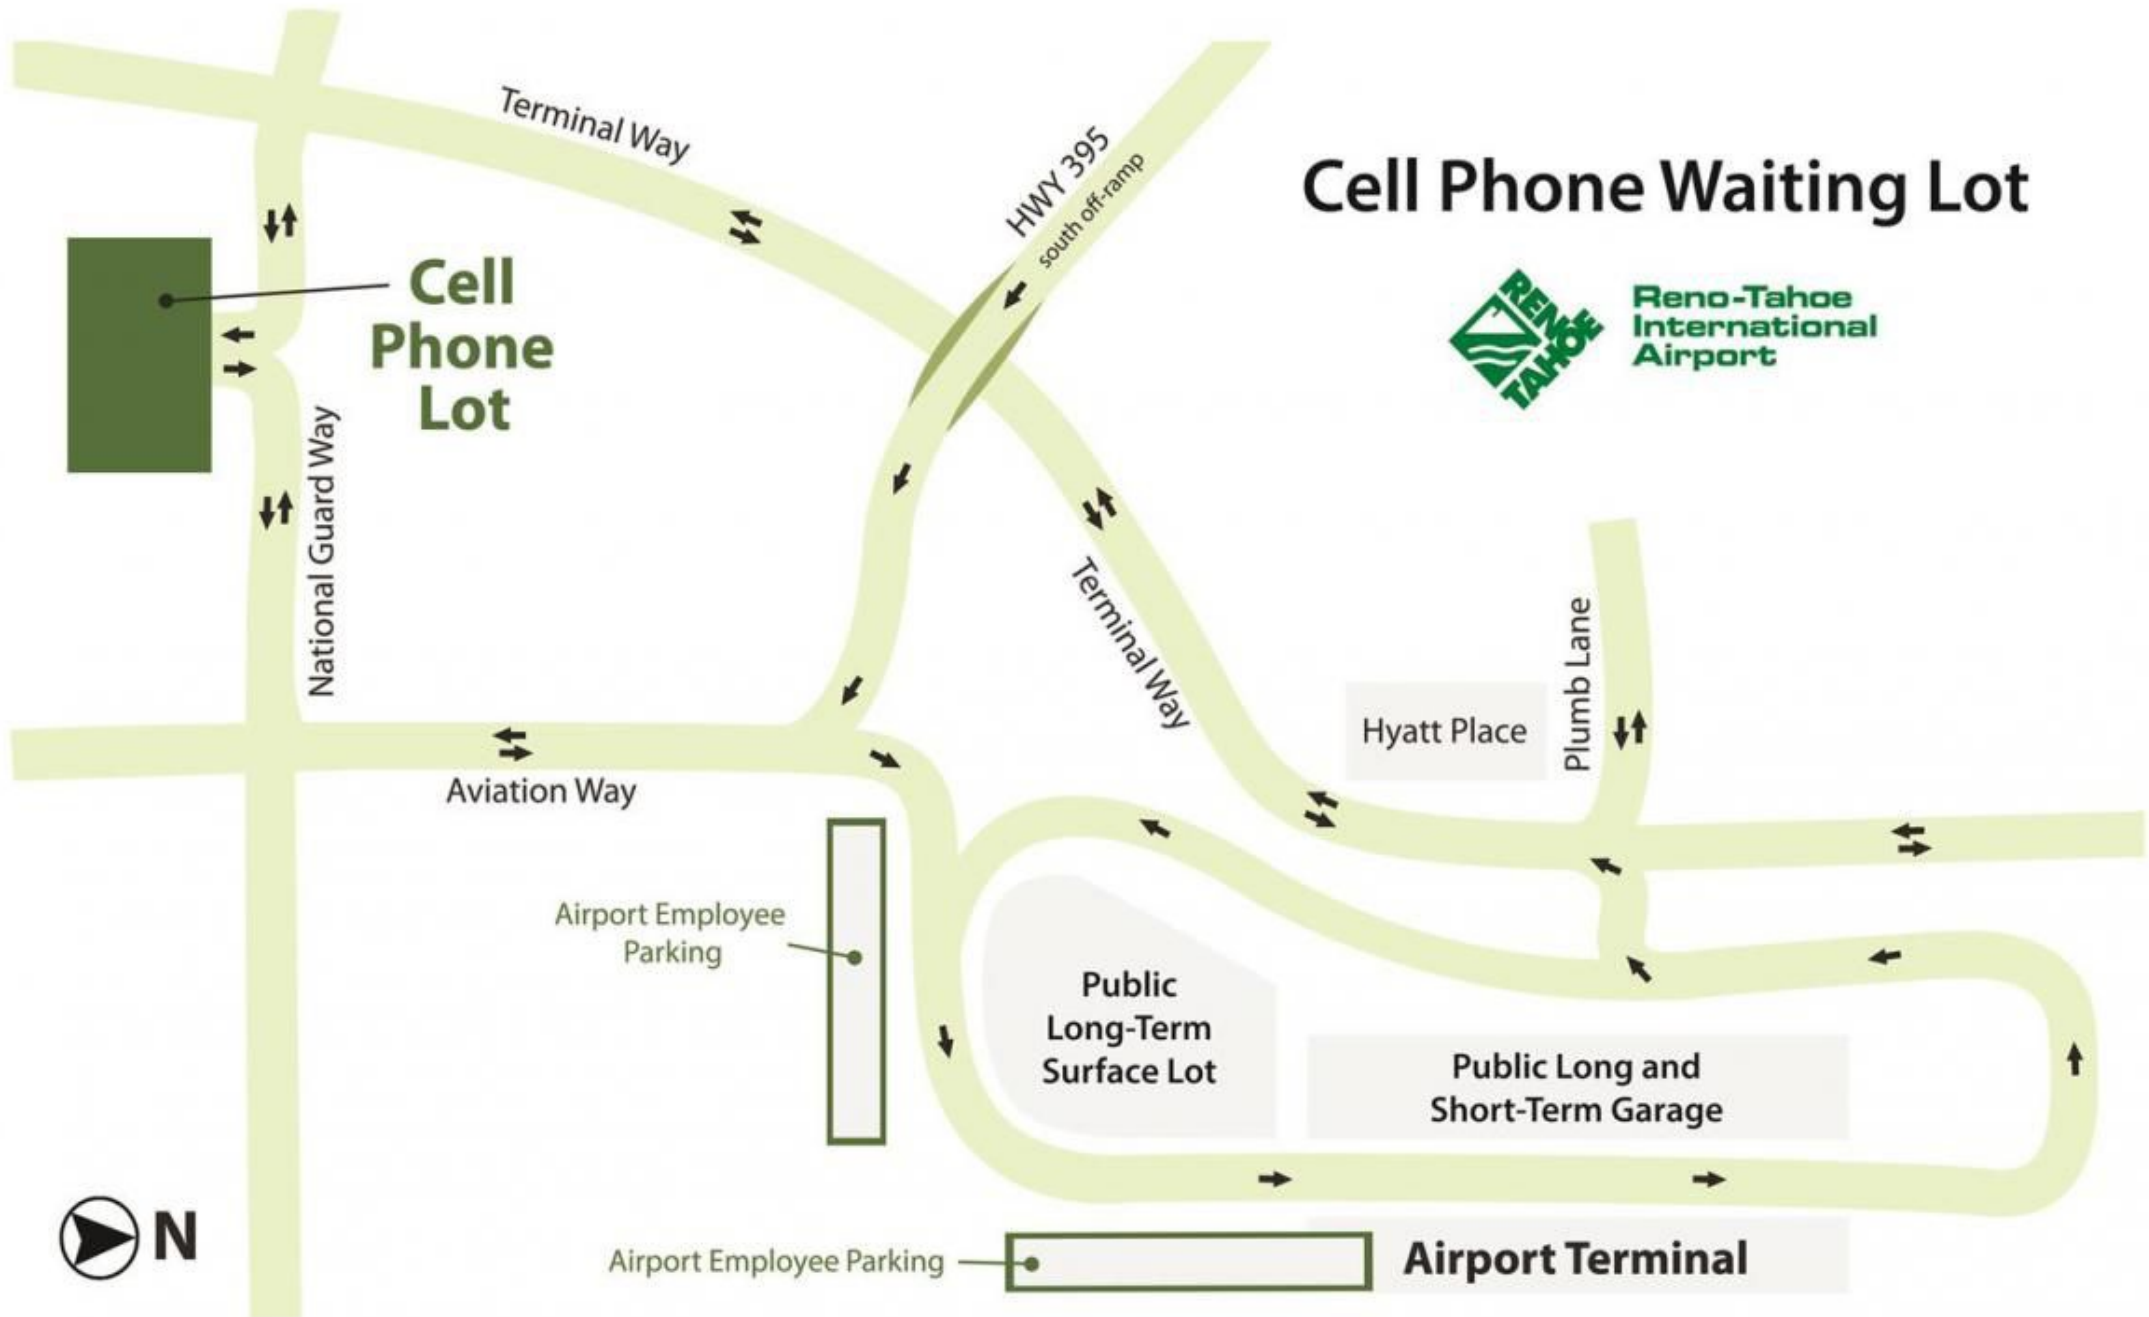 Terminal Way
HWY 395
south off-ramp
Cell Phone Waiting Lot
RENO
TAHOE
Reno-Tahoe
International
Airport
Cell
Phone
Lot
National Guard Way
Terminal Way
Plumb Lane
Hyatt Place
Aviation Way
Airport Employee
Parking
Public
Long-Term
Surface Lot
Public Long and
Short-Term Garage
N
Airport Employee Parking
Airport Terminal